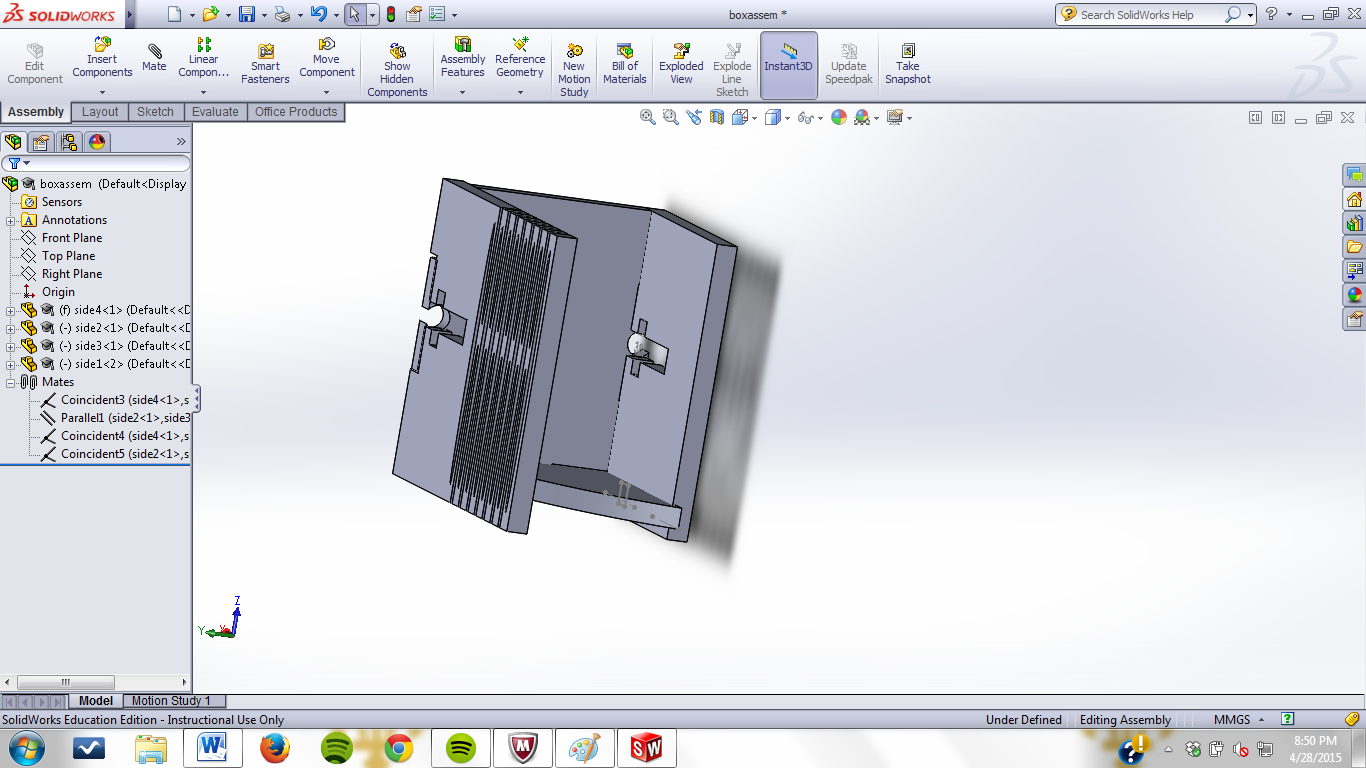 SOLIDWORKS
boxassem *
Search SolidWorks Help
Edit Component
Insert Components
Mate
Linear Compon...
Smart Fasteners
Move Component
Show Hidden Components
Assembly Features
Reference Geometry
New Motion Study
Bill of Materials
Exploded View
Explode Line Sketch
Instant3D
Update Speedpak
Take Snapshot
Assembly
Layout
Sketch
Evaluate
Office Products
boxassem (Default<Display
Sensors
Annotations
Front Plane
Top Plane
Right Plane
Origin
(f) side4<1> (Default<<D
(-) side2<1> (Default<<D
(-) side3<1> (Default<<D
(-) side1<2> (Default<<D
Mates
Coincident3 (side4<1>,s
Parallel1 (side2<1>,side3
Coincident4 (side4<1>,s
Coincident5 (side2<1>,s
Z
Y
X
Model
Motion Study 1
SolidWorks Education Edition - Instructional Use Only
Under Defined
Editing Assembly
MMGS
8:50 PM
4/28/2015